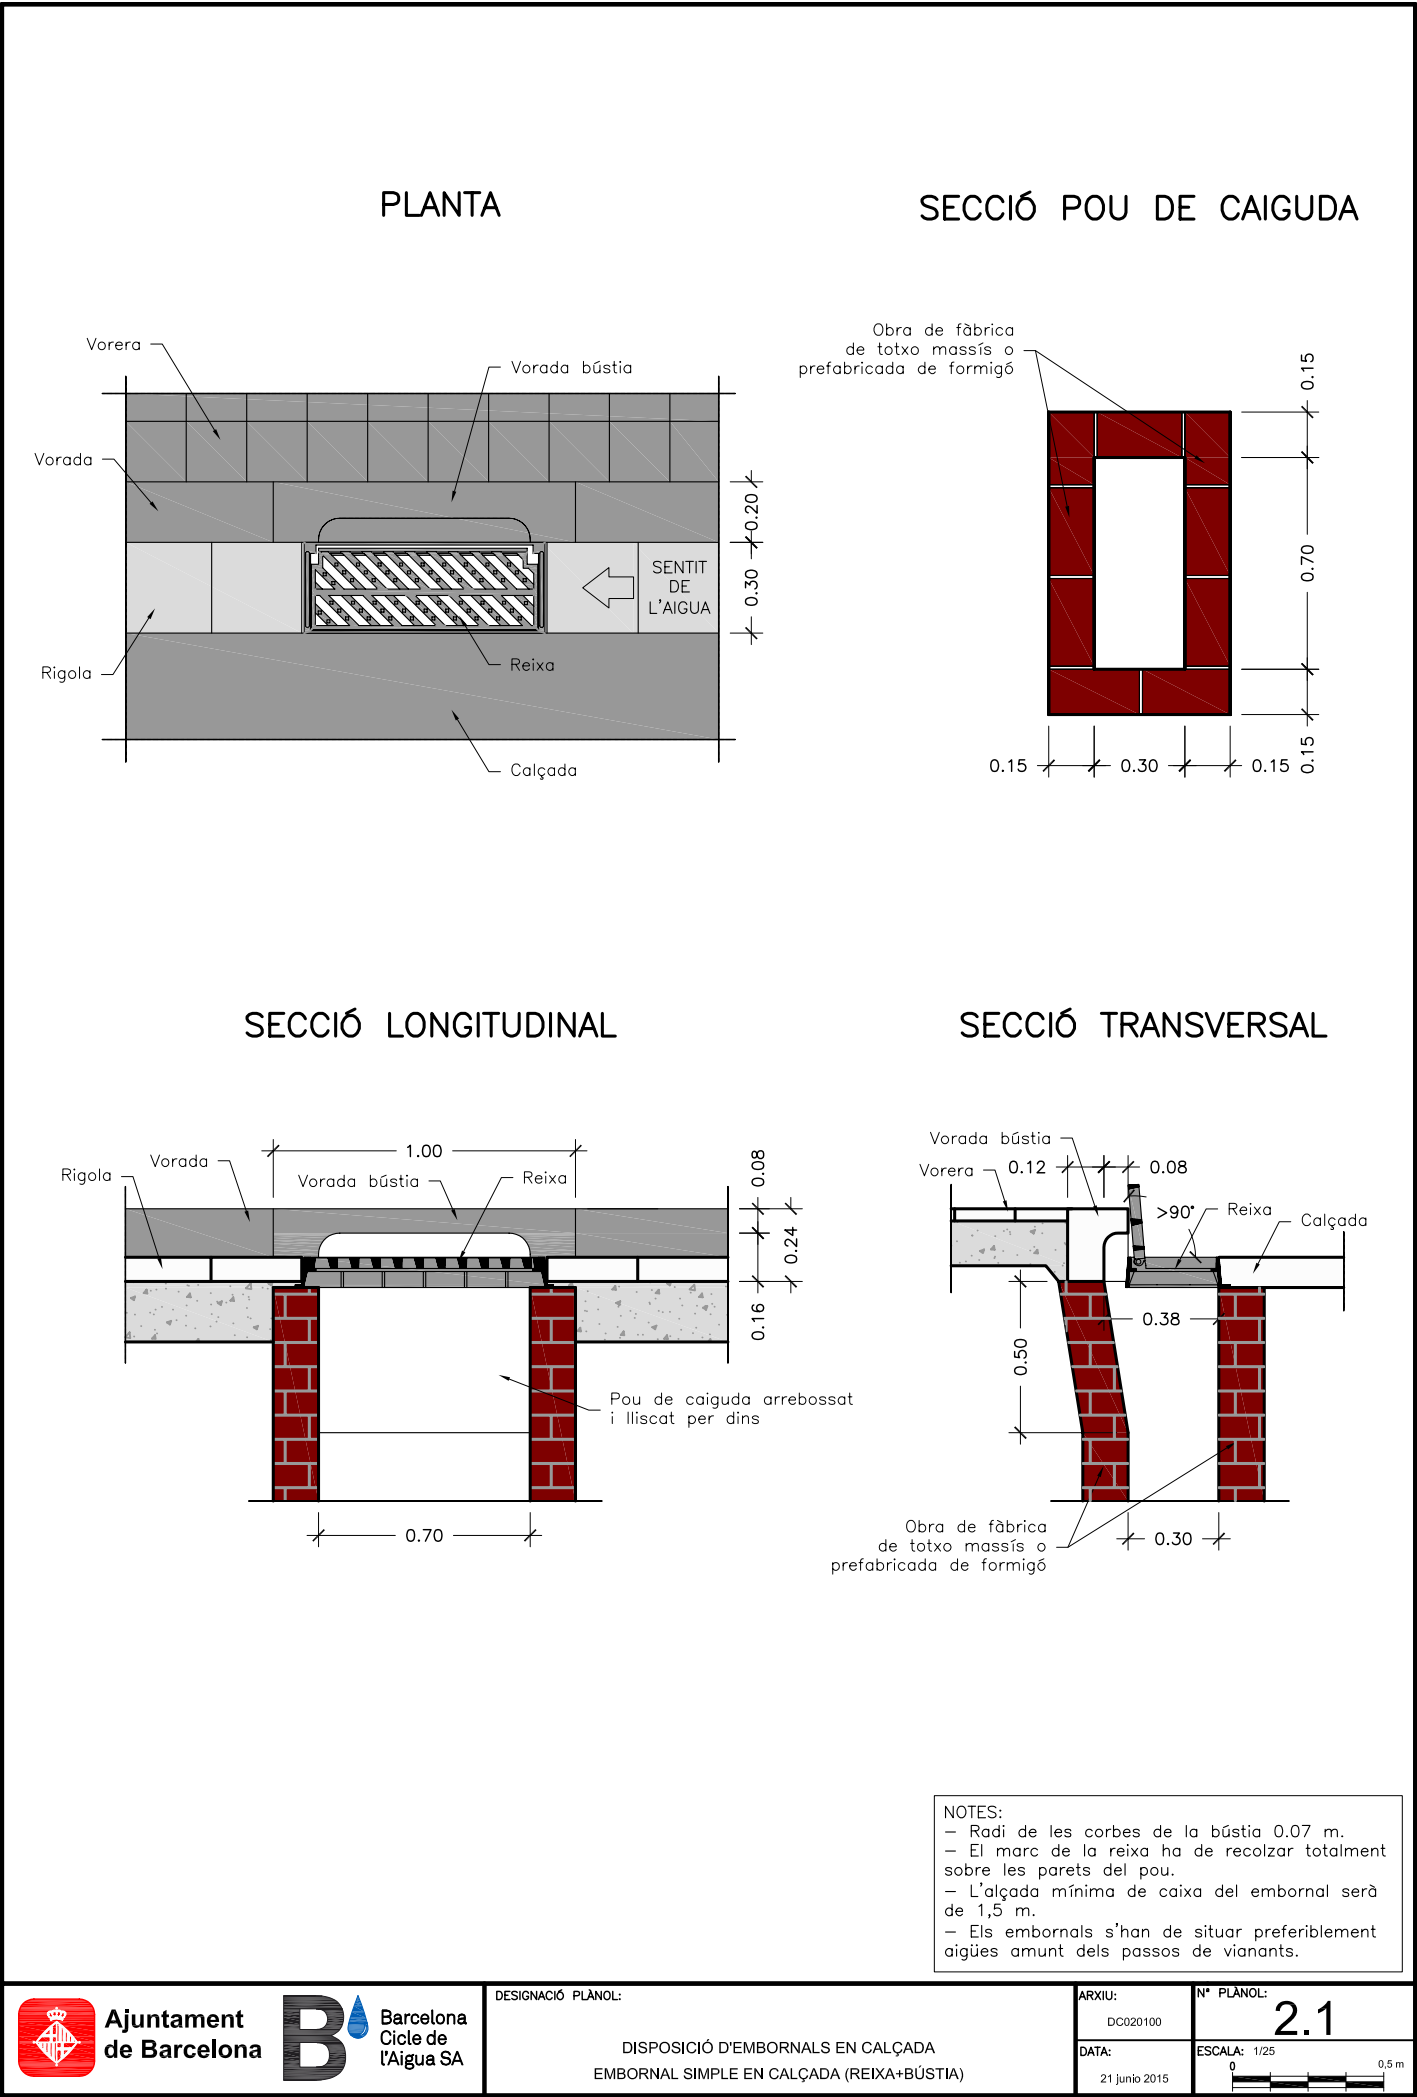 PLANTA
SECCIÓ POU DE CAIGUDA
Vorera
Vorada bústia
Vorada
Rigola
Reixa
Calçada
SENTIT
DE
L'AIGUA
0.20
0.30
Obra de fàbrica
de totxo massís o
prefabricada de formigó
0.15
0.70
0.15
0.15
0.30
0.15
SECCIÓ LONGITUDINAL
SECCIÓ TRANSVERSAL
1.00
Rigola
Vorada
Vorada bústia
Reixa
0.08
0.24
0.16
Pou de caiguda arrebossat
i lliscat per dins
0.70
Vorada bústia
Vorera
0.12
0.08
>90°
Reixa
Calçada
0.38
0.50
Obra de fàbrica
de totxo massís o
prefabricada de formigó
0.30
NOTES:
– Radi de les corbes de la bústia 0.07 m.
– El marc de la reixa ha de recolzar totalment
sobre les parets del pou.
– L'alçada mínima de caixa del embornal serà
de 1,5 m.
– Els embornals s'han de situar preferiblement
aigües amunt dels passos de vianants.
Ajuntament
de Barcelona
B
Barcelona
Cicle de
l'Aigua SA
DESIGNACIÓ PLÀNOL:
DISPOSICIÓ D'EMBORNALS EN CALÇADA
EMBORNAL SIMPLE EN CALÇADA (REIXA+BÚSTIA)
ARXIU:
DC020100
DATA:
21 junio 2015
Nº PLÀNOL:
2.1
ESCALA: 1/25
0
0,5 m